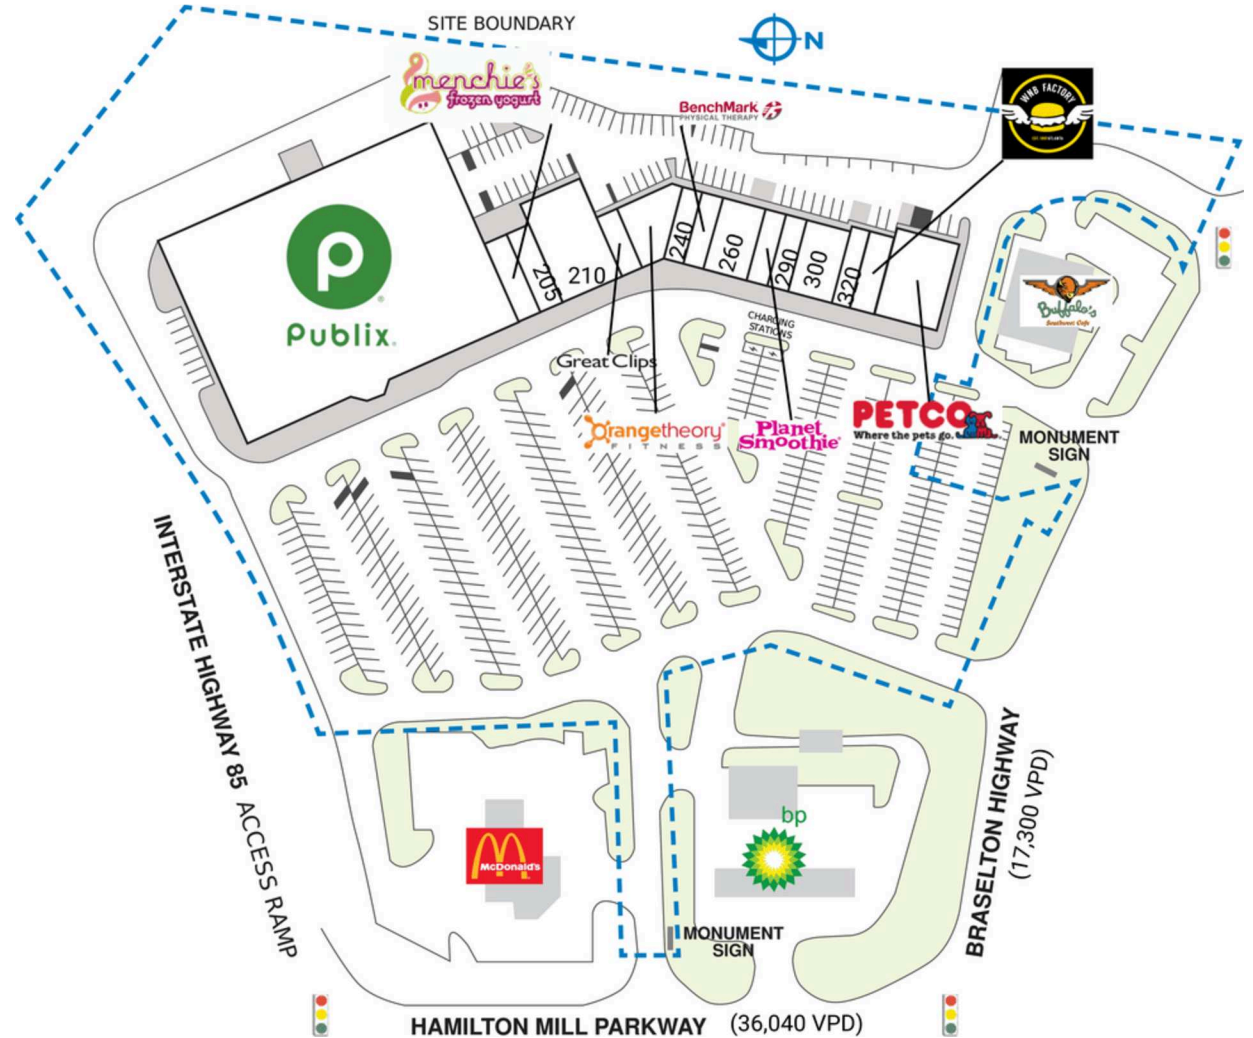 SITE BOUNDARY
N
menchie's
frozen yogurt
BenchMark
PHYSICAL THERAPY
WNB FACTORY
Publix.
205
210
240
260
290
300
320
Buffalo's
Southwest Cafe
CHARGING
STATIONS
Great Clips
Orangetheory
FITNESS
Planet
Smoothie
PETCO
Where the pets go.
MONUMENT
SIGN
INTERSTATE HIGHWAY 85 ACCESS RAMP
McDonald's
bp
BRASELTON HIGHWAY
(17,300 VPD)
MONUMENT
SIGN
HAMILTON MILL PARKWAY (36,040 VPD)